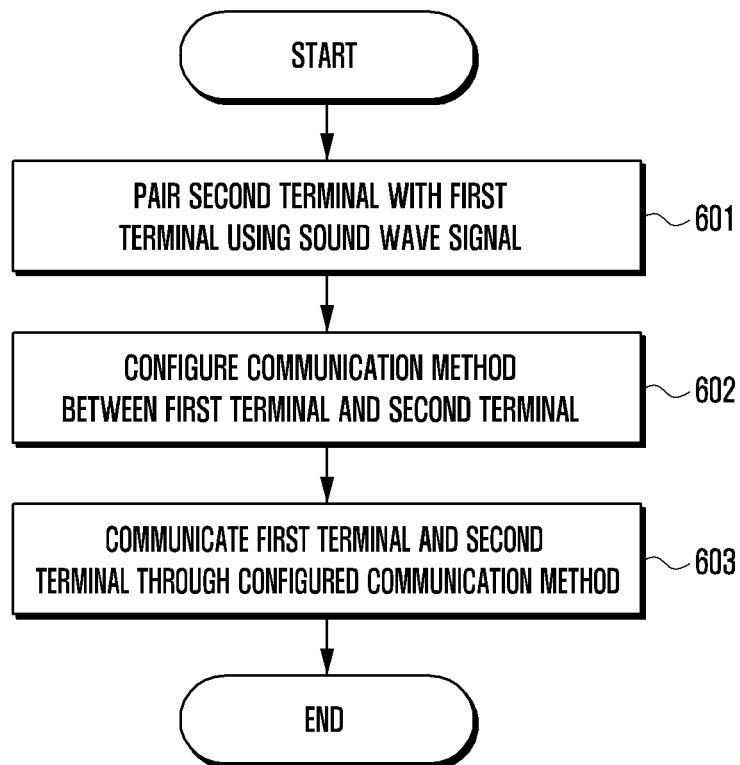 START
PAIR SECOND TERMINAL WITH FIRST
TERMINAL USING SOUND WAVE SIGNAL
601
CONFIGURE COMMUNICATION METHOD
BETWEEN FIRST TERMINAL AND SECOND TERMINAL
602
COMMUNICATE FIRST TERMINAL AND SECOND
TERMINAL THROUGH CONFIGURED COMMUNICATION METHOD
603
END